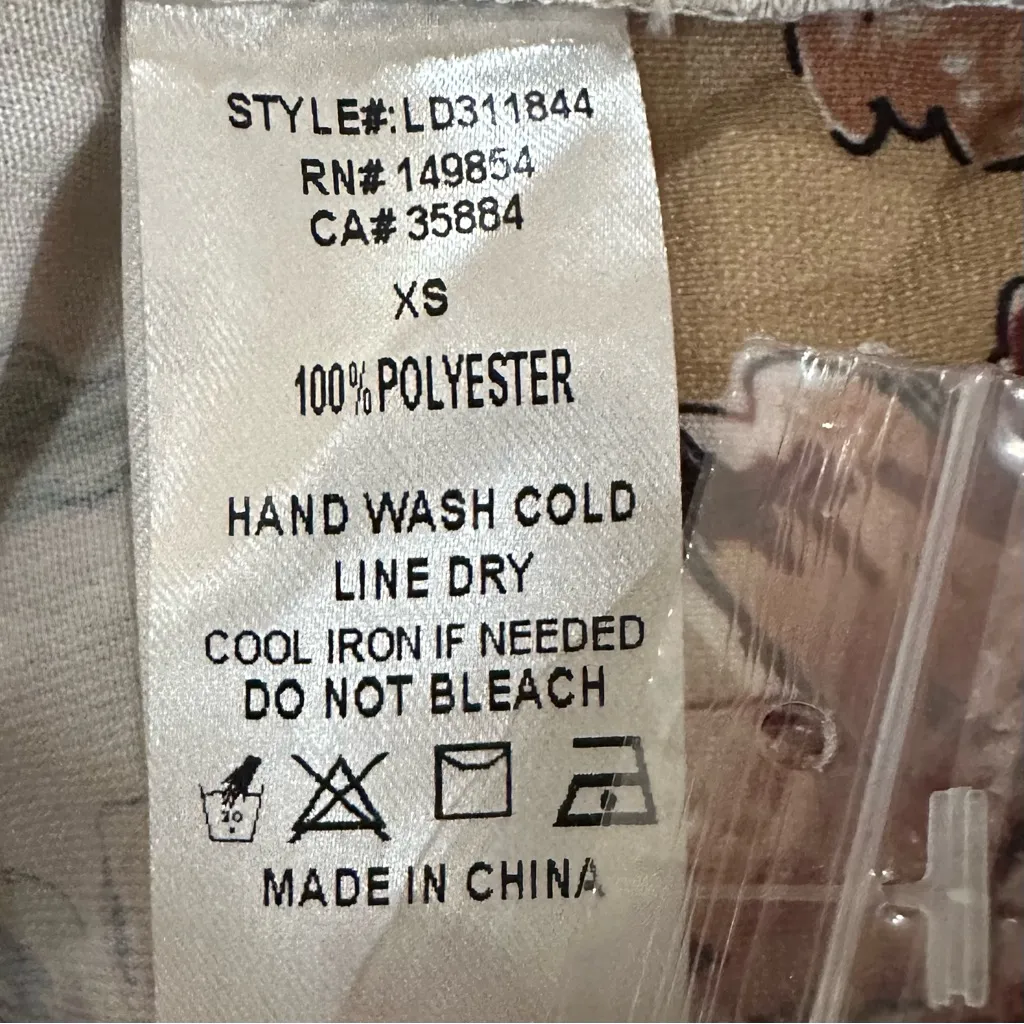 STYLE#:LD311844
RN# 149854
CA# 35884
XS
100% POLYESTER
HAND WASH COLD
LINE DRY
COOL IRON IF NEEDED
DO NOT BLEACH
30
MADE IN CHINA